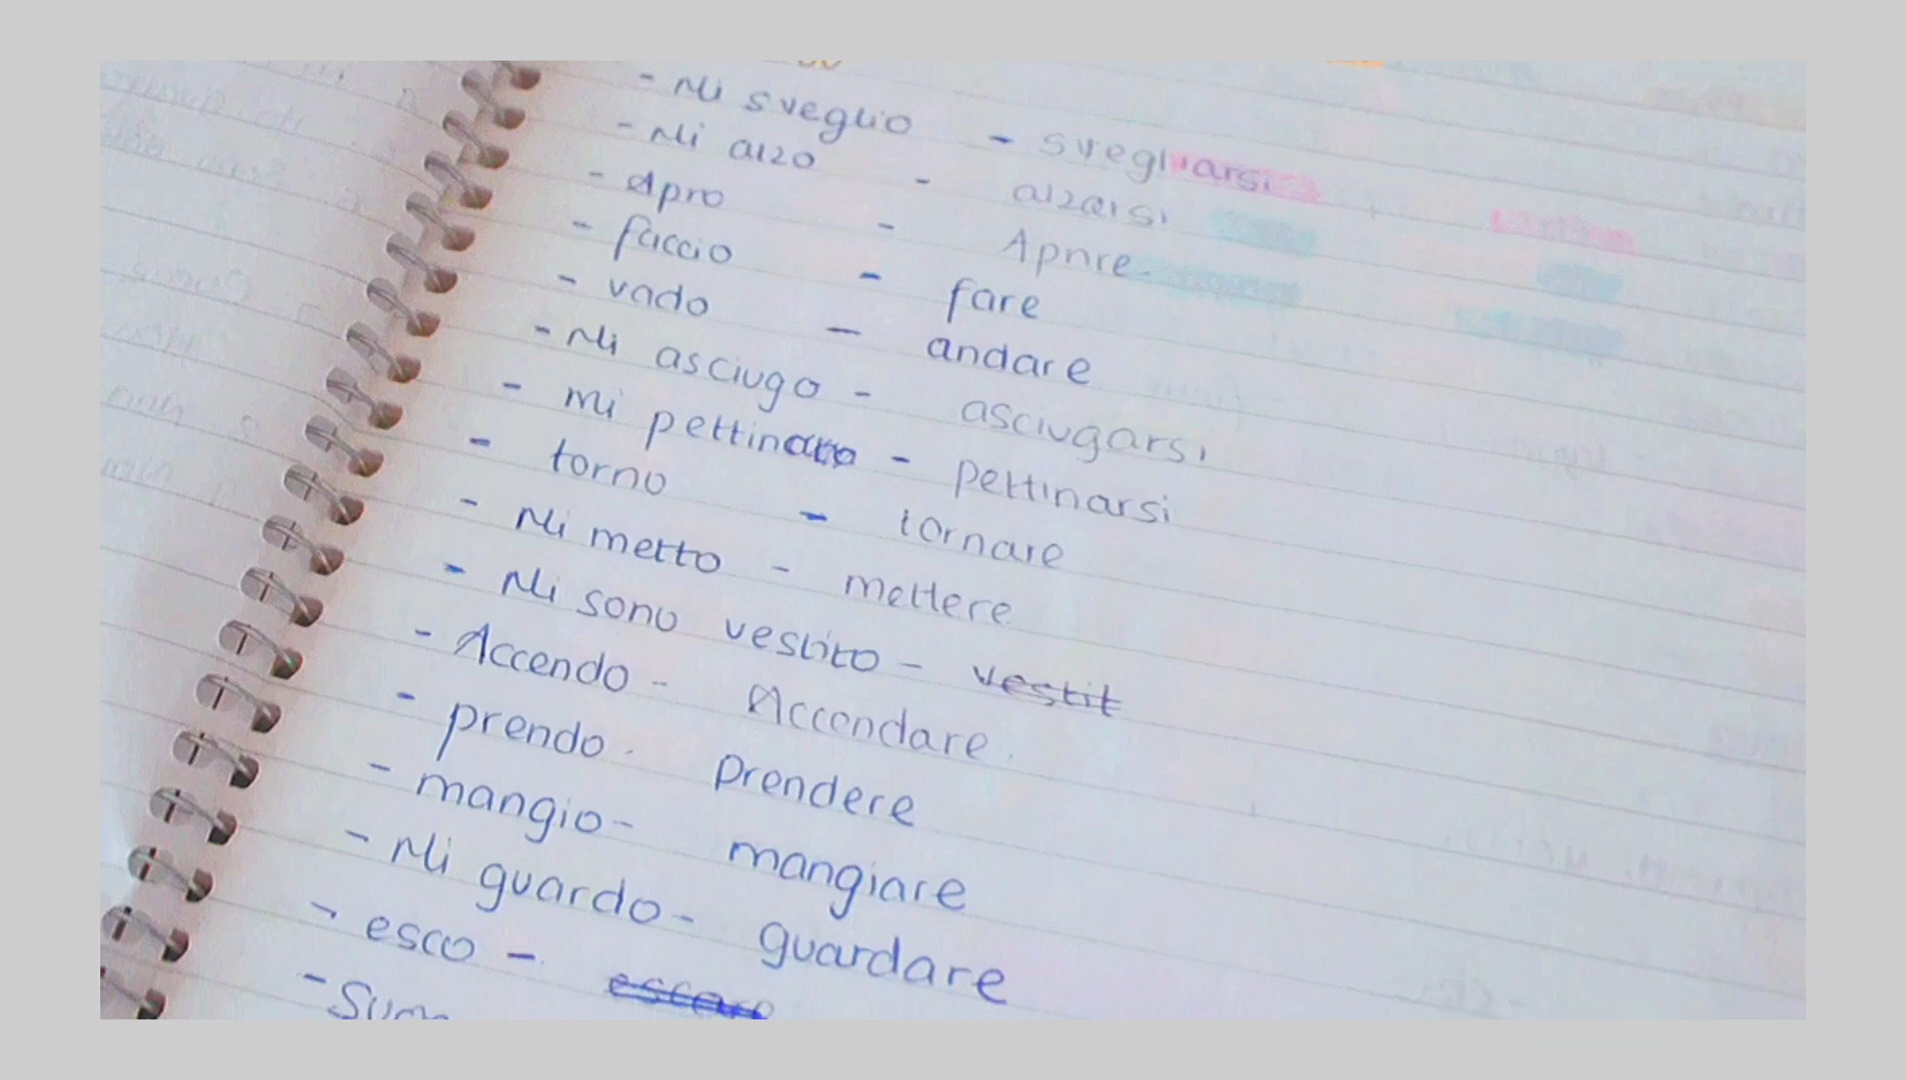 - Mi sveglio - svegliarsi
- Mi alzo - alzarsi
- Apro - Aprire.
- faccio - fare
- vado - andare
- Mi asciugo - asciugarsi
- mi pettinato - pettinarsi
- torno - tornare
- Mi metto - mettere
- Mi sono vestito - vestit
- Accendo - Accendare.
- prendo. prendere
- mangio - mangiare
- Mi guardo - guardare
- esco - escare